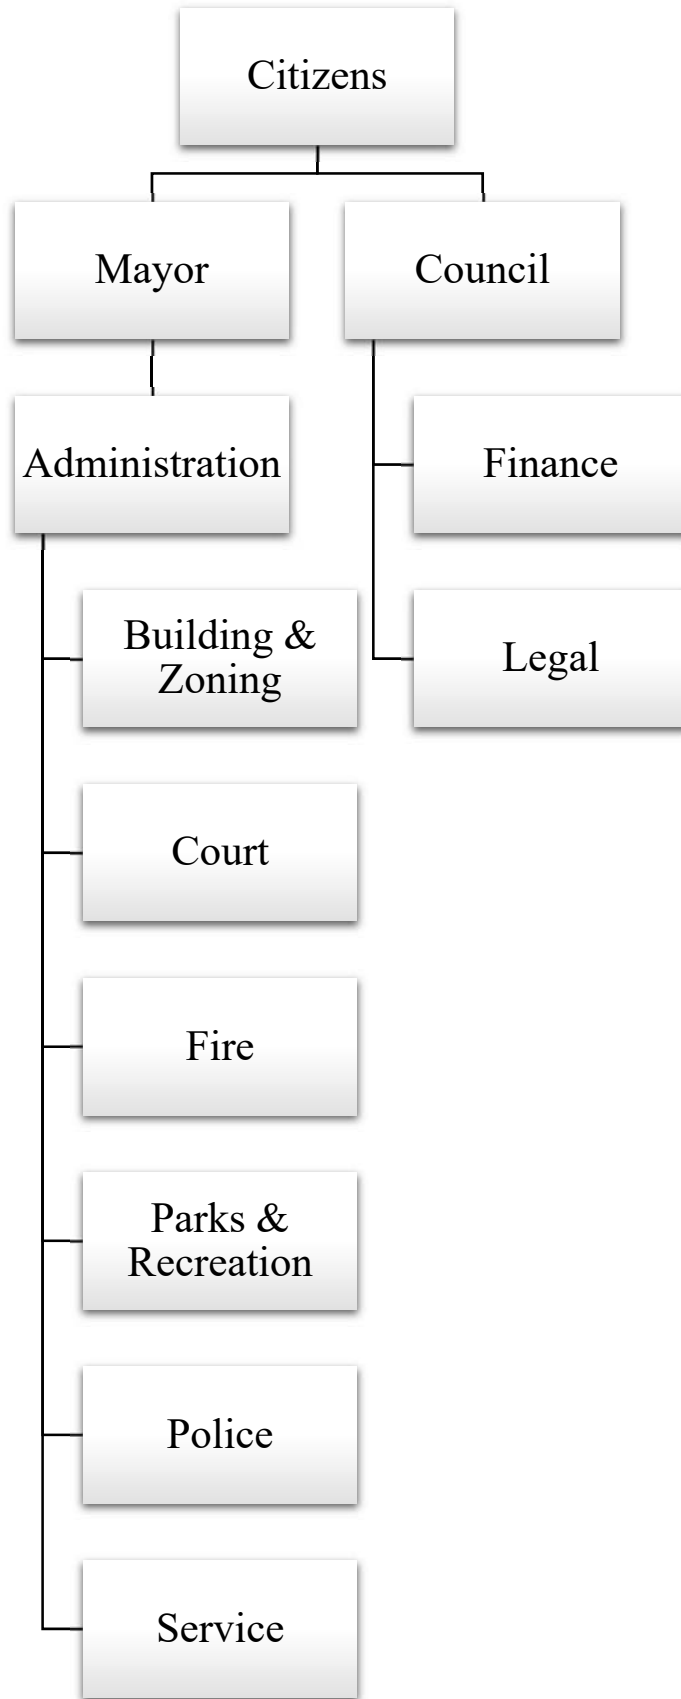 Citizens
Mayor
Council
Administration
Finance
Building &
Zoning
Legal
Court
Fire
Parks &
Recreation
Police
Service